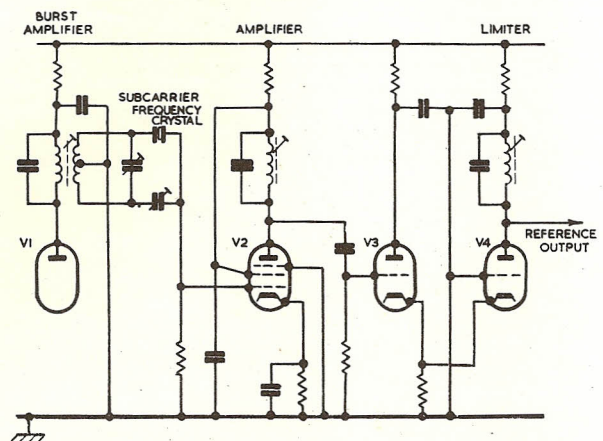 BURST
AMPLIFIER
AMPLIFIER
LIMITER
SUBCARRIER
FREQUENCY
CRYSTAL
V1
V2
V3
V4
REFERENCE
OUTPUT